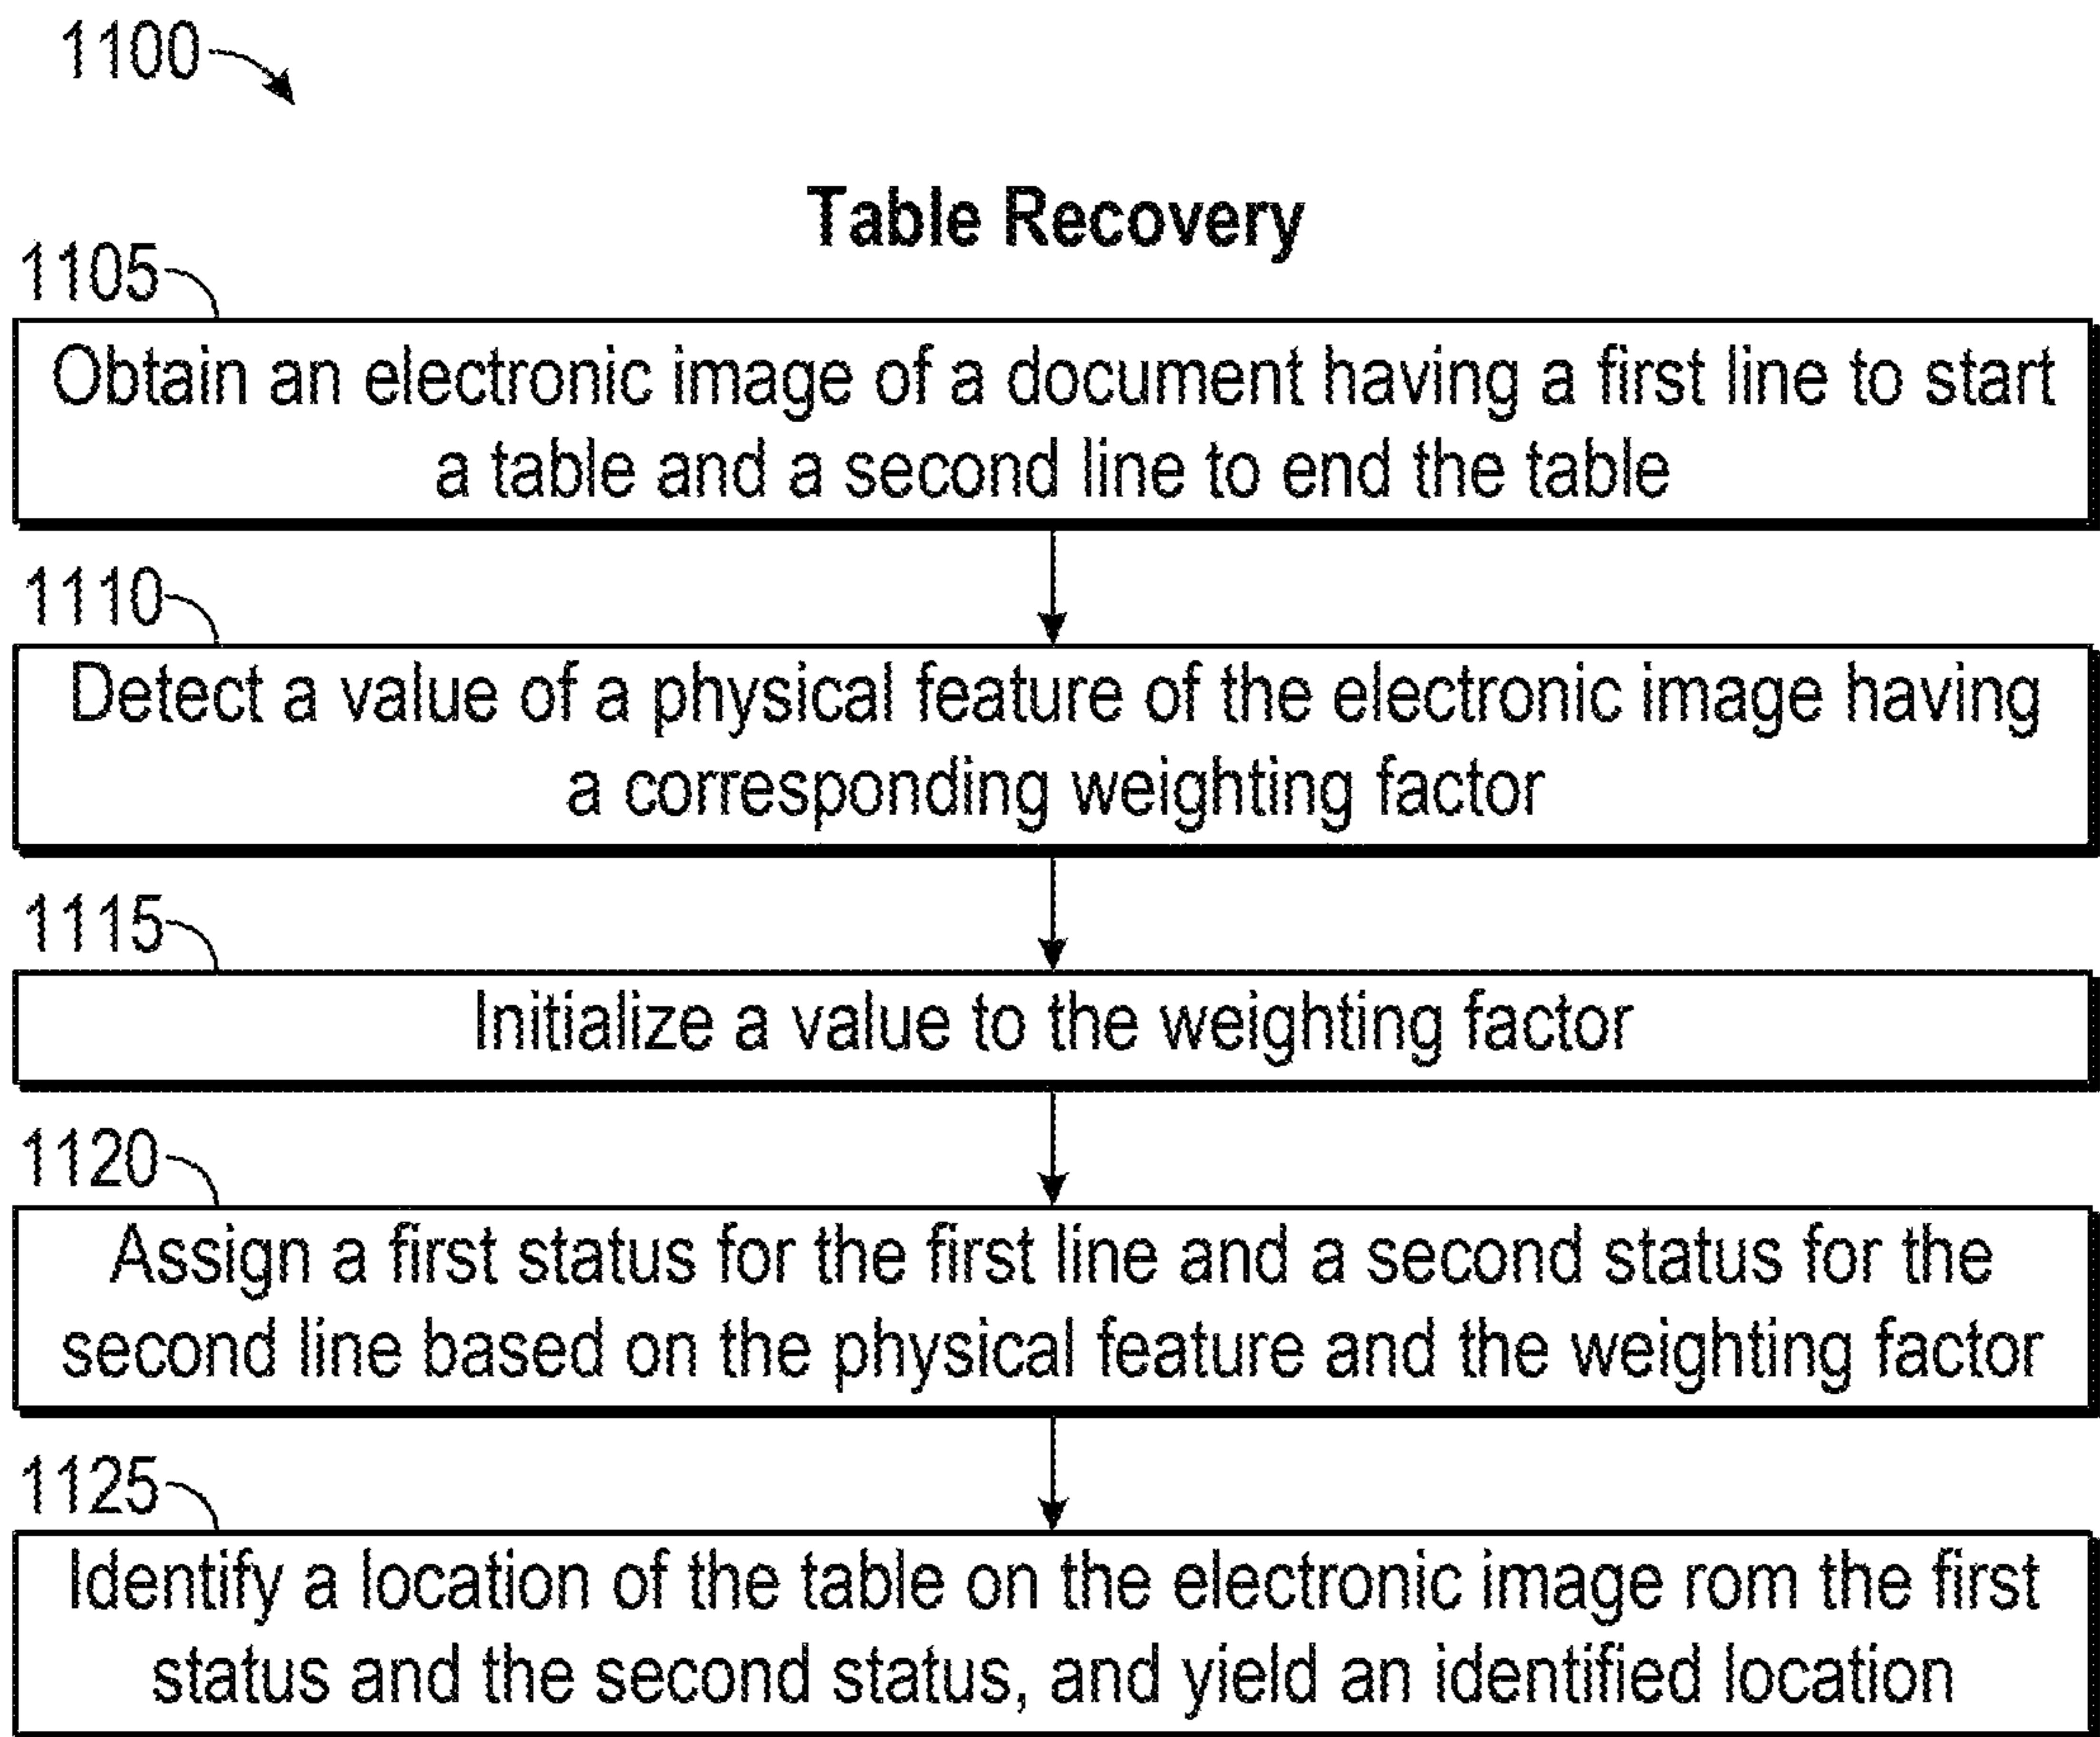 1100
Table Recovery
1105
Obtain an electronic image of a document having a first line to start
a table and a second line to end the table
1110
Detect a value of a physical feature of the electronic image having
a corresponding weighting factor
1115
Initialize a value to the weighting factor
1120
Assign a first status for the first line and a second status for the
second line based on the physical feature and the weighting factor
1125
Identify a location of the table on the electronic image rom the first
status and the second status, and yield an identified location